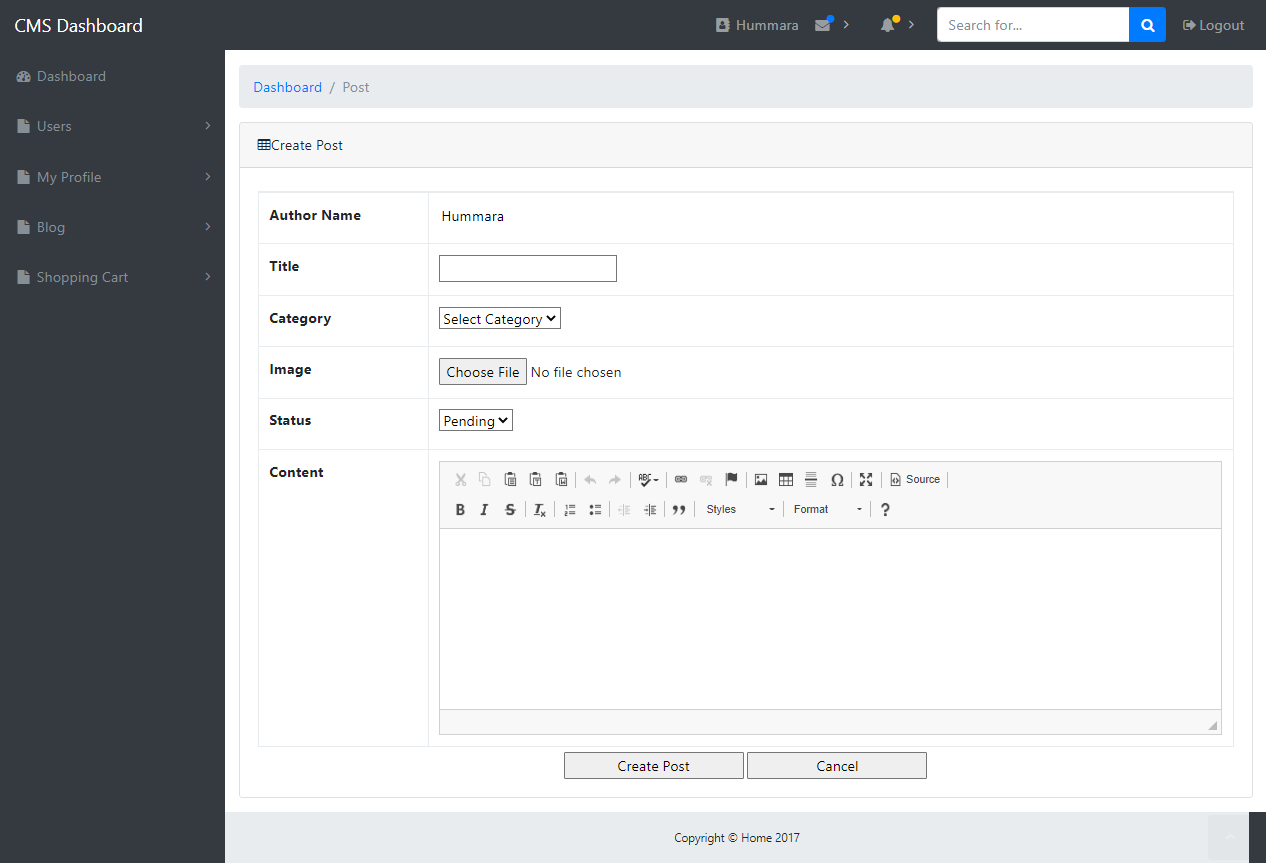 CMS Dashboard
Hummara
Search for...
Logout
Dashboard
Users
My Profile
Blog
Shopping Cart
Dashboard / Post
Create Post
Author Name Hummara
Title
Category Select Category
Image Choose File No file chosen
Status Pending
Content
ABC Ω Source
B I S Tx Styles Format ?
Create Post Cancel
Copyright © Home 2017